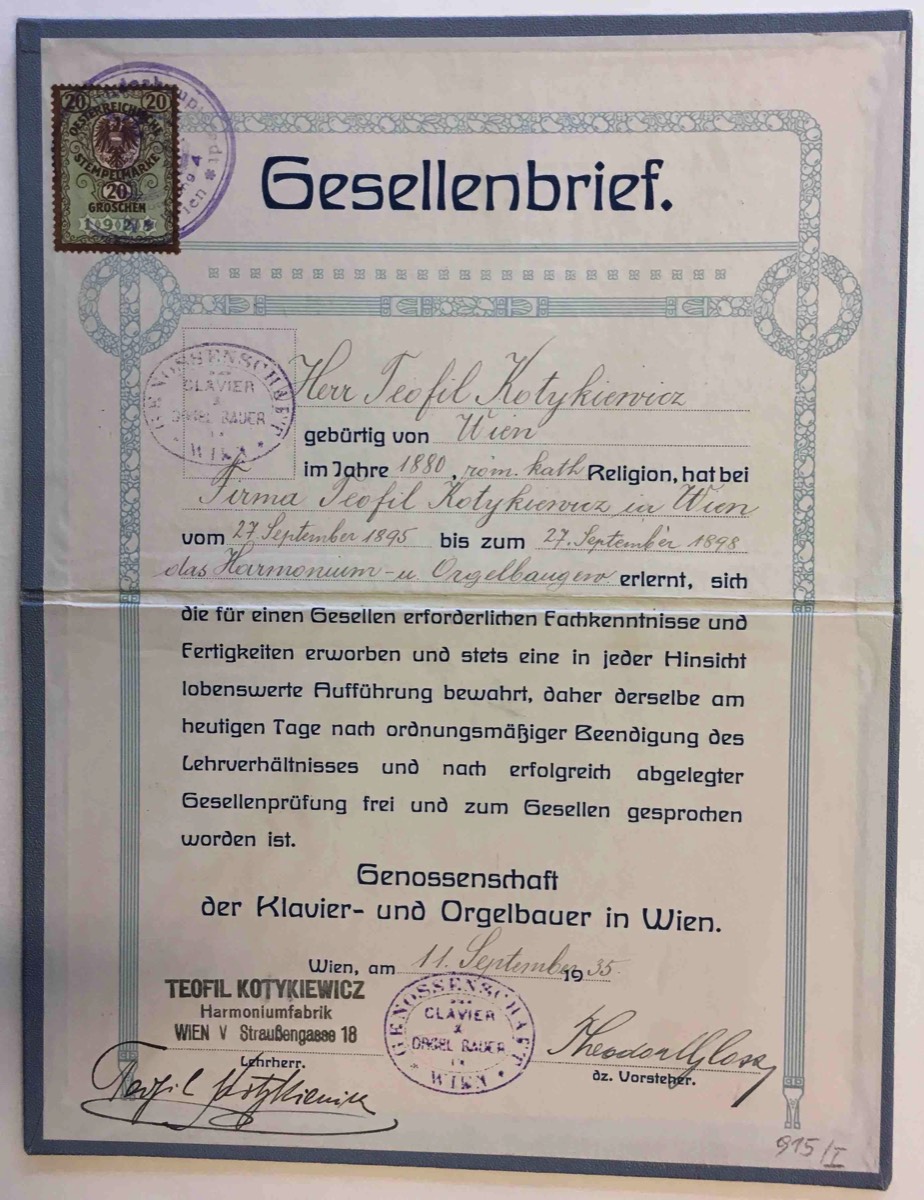 20 20
OESTERREICHISCHE
STEMPELMARKE
20
GROSCHEN
Gesellenbrief.
GENOSSENSCHAFT
CLAVIER
&
ORGEL BAUER
IN
WIEN
Herr Teofil Kotykiewicz
gebürtig von Wien
im Jahre 1880, röm. kath Religion, hat bei
Firma Teofil Kotykiewicz in Wien
vom 27. September 1895 bis zum 27. September 1898
das Harmonium- u. Orgelbaugew erlernt, sich
die für einen Gesellen erforderlichen Fachkenntnisse und
Fertigkeiten erworben und stets eine in jeder Hinsicht
lobenswerte Aufführung bewahrt, daher derselbe am
heutigen Tage nach ordnungsmäßiger Beendigung des
Lehrverhältnisses und nach erfolgreich abgelegter
Gesellenprüfung frei und zum Gesellen gesprochen
worden ist.
Genossenschaft
der Klavier- und Orgelbauer in Wien.
Wien, am 11. September 1935.
TEOFIL KOTYKIEWICZ
Harmoniumfabrik
WIEN V Straußengasse 18
GENOSSENSCHAFT
CLAVIER
&
ORGEL BAUER
IN
WIEN
Lehrherr.
Teofil Kotykiewicz
Theodor
dz. Vorsteher.
915/I